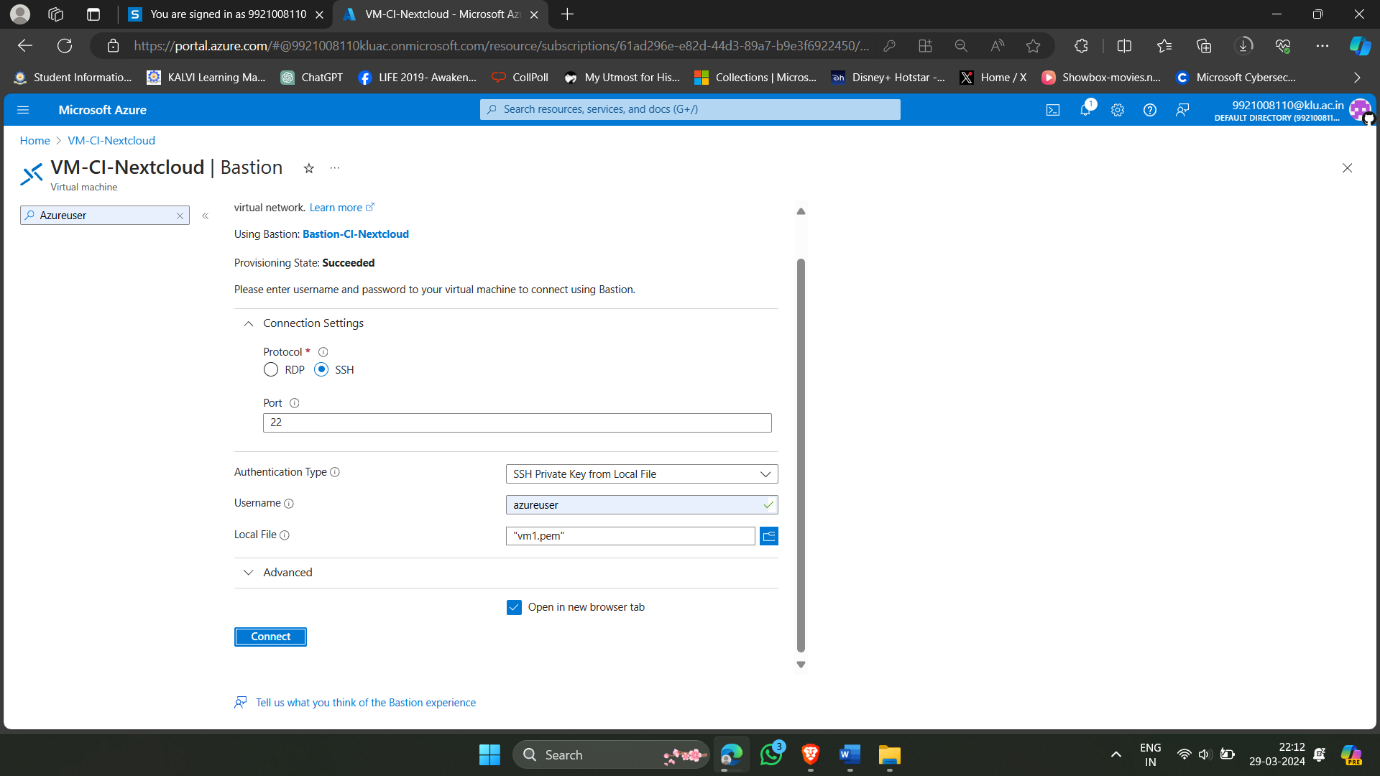 You are signed in as 9921008110
VM-CI-Nextcloud - Microsoft Az
https://portal.azure.com/#@9921008110kluac.onmicrosoft.com/resource/subscriptions/61ad296e-e82d-44d3-89a7-b9e3f6922450/...
Student Informatio...
KALVI Learning Ma...
ChatGPT
LIFE 2019- Awaken...
CollPoll
My Utmost for His...
Collections | Micros...
Disney+ Hotstar -...
Home / X
Showbox-movies.n...
Microsoft Cybersec...
Microsoft Azure
Search resources, services, and docs (G+/)
1
9921008110@klu.ac.in
DEFAULT DIRECTORY (992100811...
Home > VM-CI-Nextcloud
VM-CI-Nextcloud | Bastion
Virtual machine
Azureuser
virtual network. Learn more
Using Bastion: Bastion-CI-Nextcloud
Provisioning State: Succeeded
Please enter username and password to your virtual machine to connect using Bastion.
Connection Settings
Protocol *
RDP
SSH
Port
22
Authentication Type
SSH Private Key from Local File
Username
azureuser
Local File
"vm1.pem"
Advanced
Open in new browser tab
Connect
Tell us what you think of the Bastion experience
Search
3
ENG
IN
22:12
29-03-2024
PRE